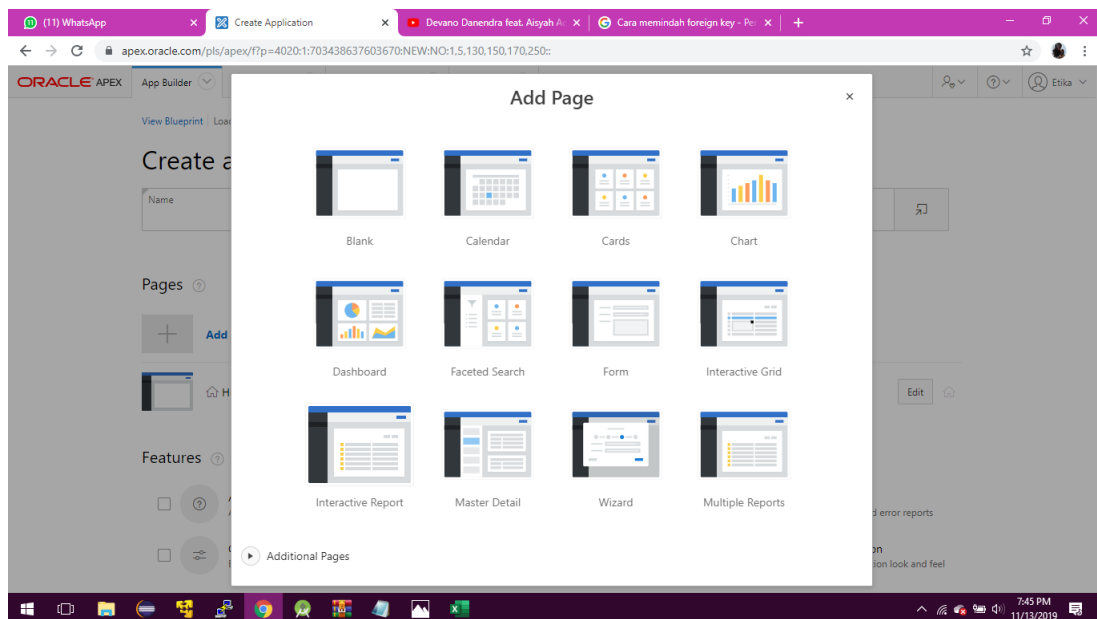 (11) WhatsApp
Create Application
Devano Danendra feat. Aisyah
Cara memindah foreign key -
apex.oracle.com/pls/apex/f?p=4020:1:703438637603670:NEW:NO:1,5,130,150,170,250::
ORACLE APEX
App Builder
Etika
Add Page
View Blueprint
Create a
Name
Blank
Calendar
Cards
Chart
Pages
Add
Dashboard
Faceted Search
Form
Interactive Grid
Edit
Features
Interactive Report
Master Detail
Wizard
Multiple Reports
d error reports
Additional Pages
on
tion look and feel
7:45 PM
11/13/2019